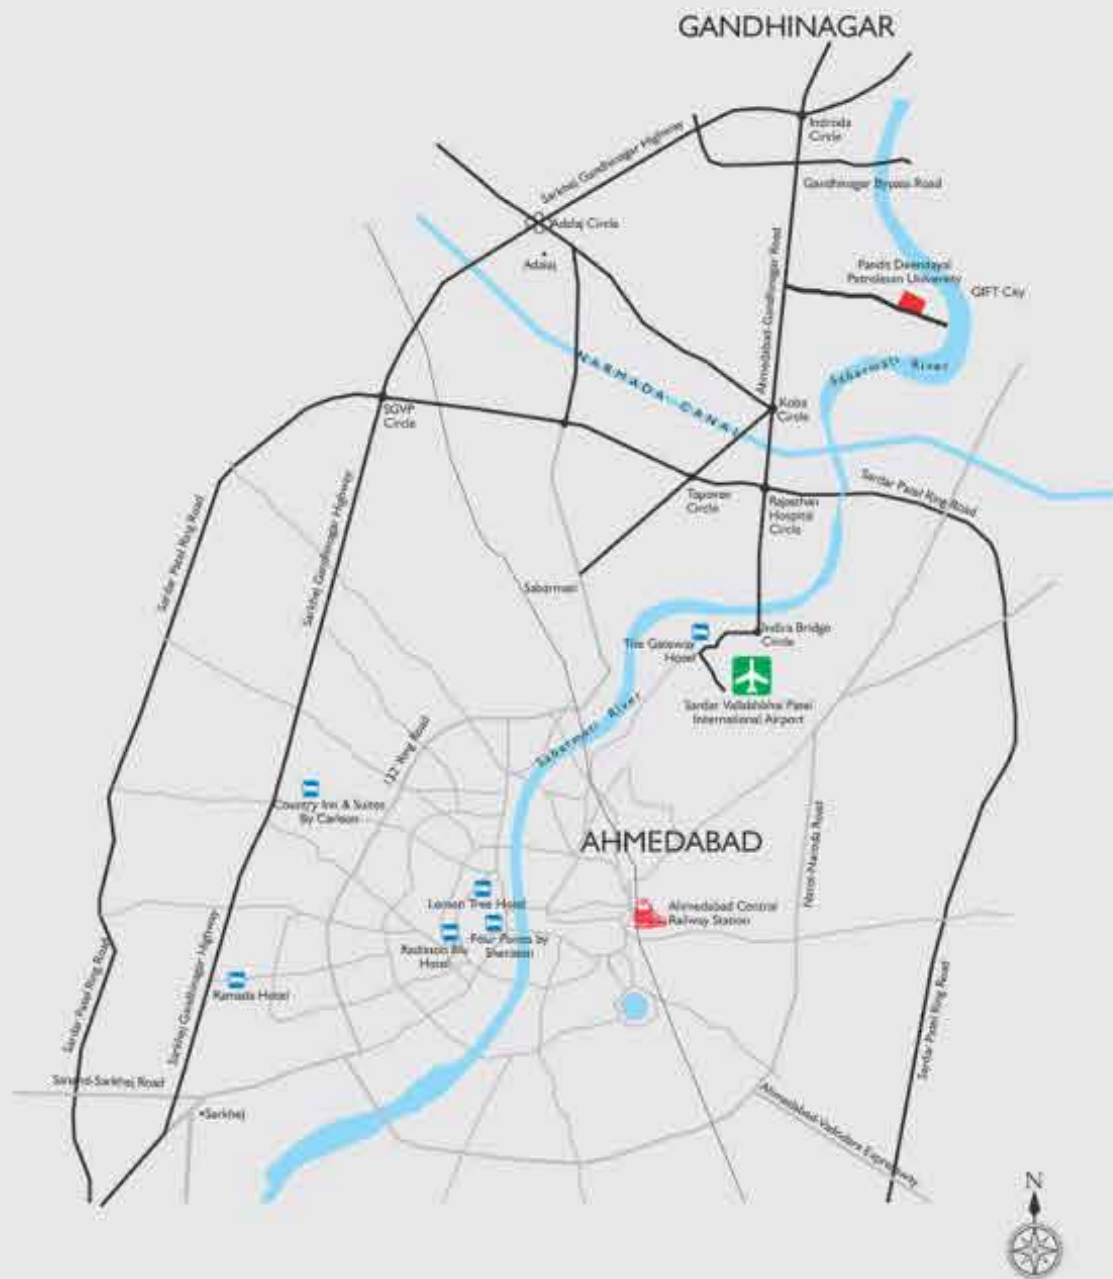 GANDHINAGAR
Indroda
Circle
Sarkhej Gandhinagar Highway
Gandhinagar Bypass Road
Adalaj Circle
Adalaj
Ahmedabad-Gandhinagar Road
Pandit Deendayal
Petroleum University
GIFT City
Sabarmati River
NARMADA CANAL
Koba
Circle
SGVP
Circle
Sardar Patel Ring Road
Tapovan
Circle
Rajasthan
Hospital
Circle
Sardar Patel Ring Road
Sarkhej Gandhinagar Highway
Sabarmati
The Gateway
Hotel
Indira Bridge
Circle
Sardar Vallabhbhai Patel
International Airport
Sabarmati River
132' Ring Road
Country Inn & Suites
By Carlson
AHMEDABAD
Narol-Naroda Road
Lemon Tree Hotel
Ahmedabad Central
Railway Station
Radisson Blu
Hotel
Four Points by
Sheraton
Ramada Hotel
Sardar Patel Ring Road
Sarkhej Gandhinagar Highway
Sardar Patel Ring Road
Sanand-Sarkhej Road
Sarkhej
Ahmedabad-Vadodara Expressway
N